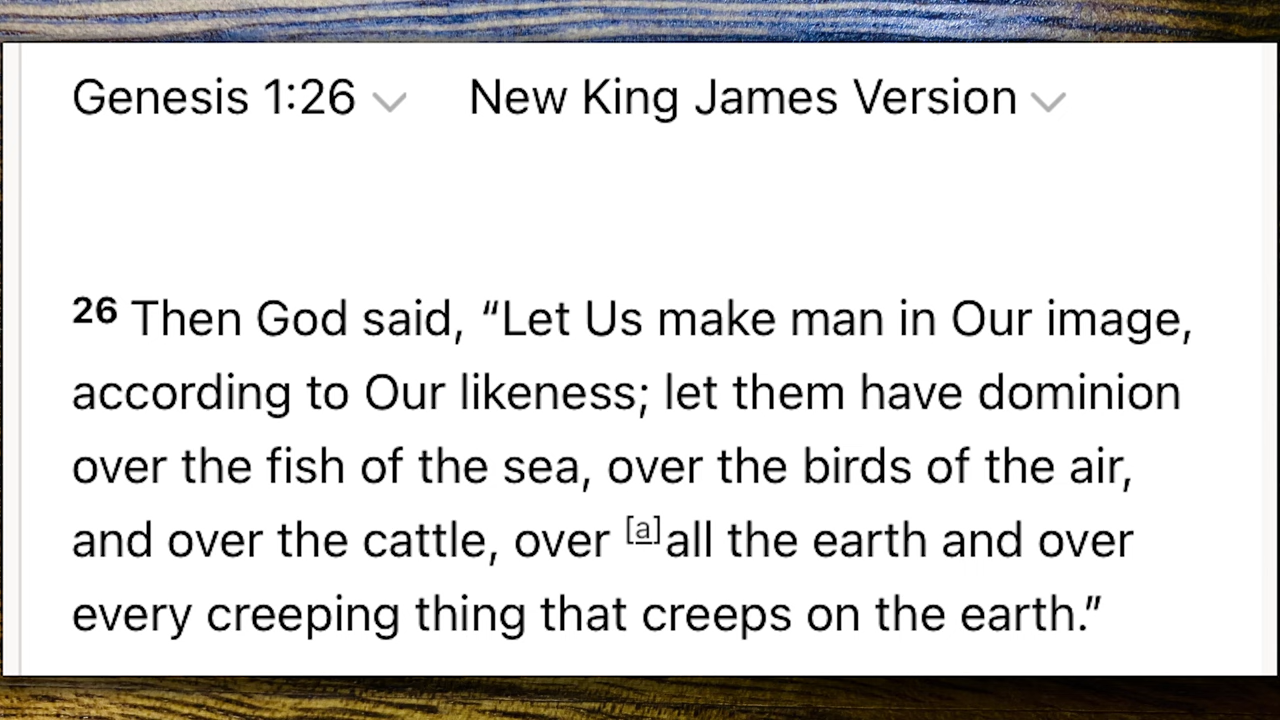 Genesis 1:26 New King James Version
26 Then God said, “Let Us make man in Our image,
according to Our likeness; let them have dominion
over the fish of the sea, over the birds of the air,
and over the cattle, over [a]all the earth and over
every creeping thing that creeps on the earth.”